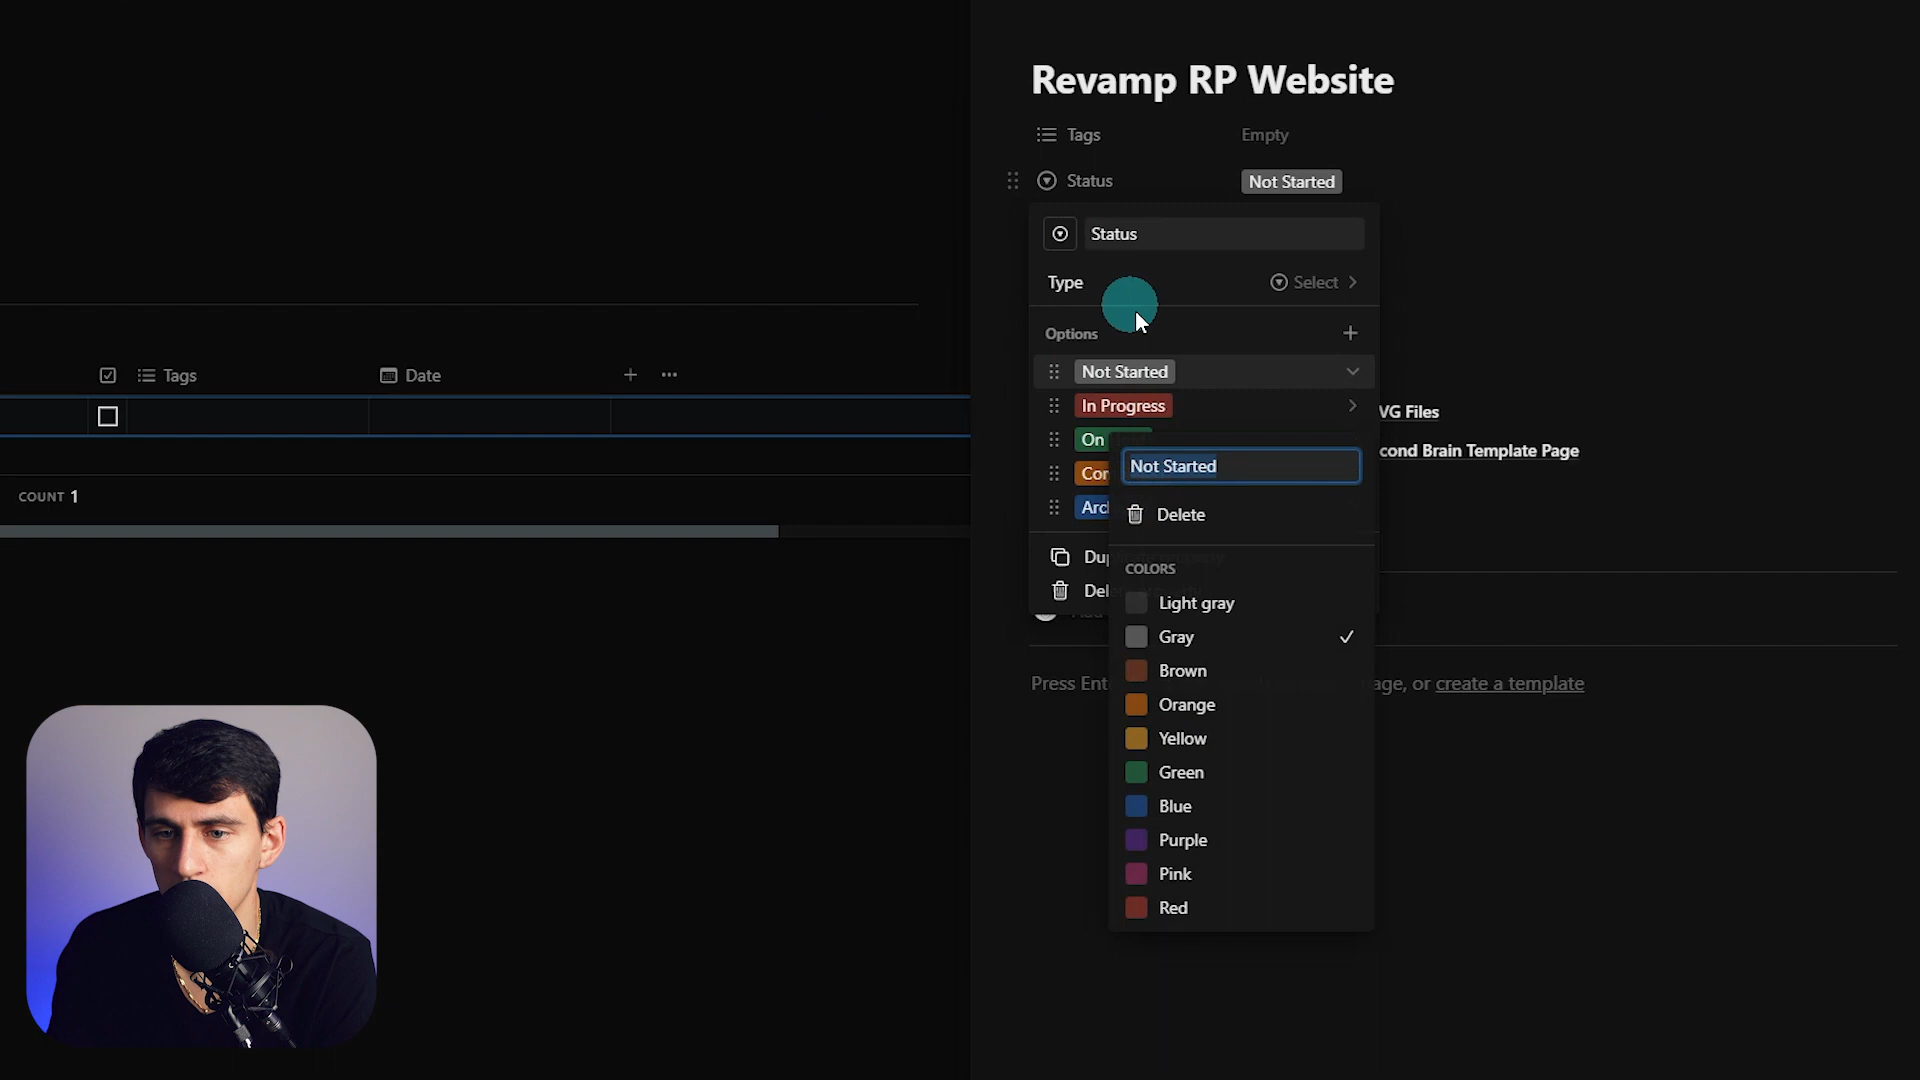 Revamp RP Website
Tags Empty
Status Not Started
Status
Type Select
Options
Not Started
In Progress
On
Not Started
Delete
COLORS
Light gray
Gray
Brown
Orange
Yellow
Green
Blue
Purple
Pink
Red
VG Files
cond Brain Template Page
Press create a template
or
Tags Date
COUNT 1